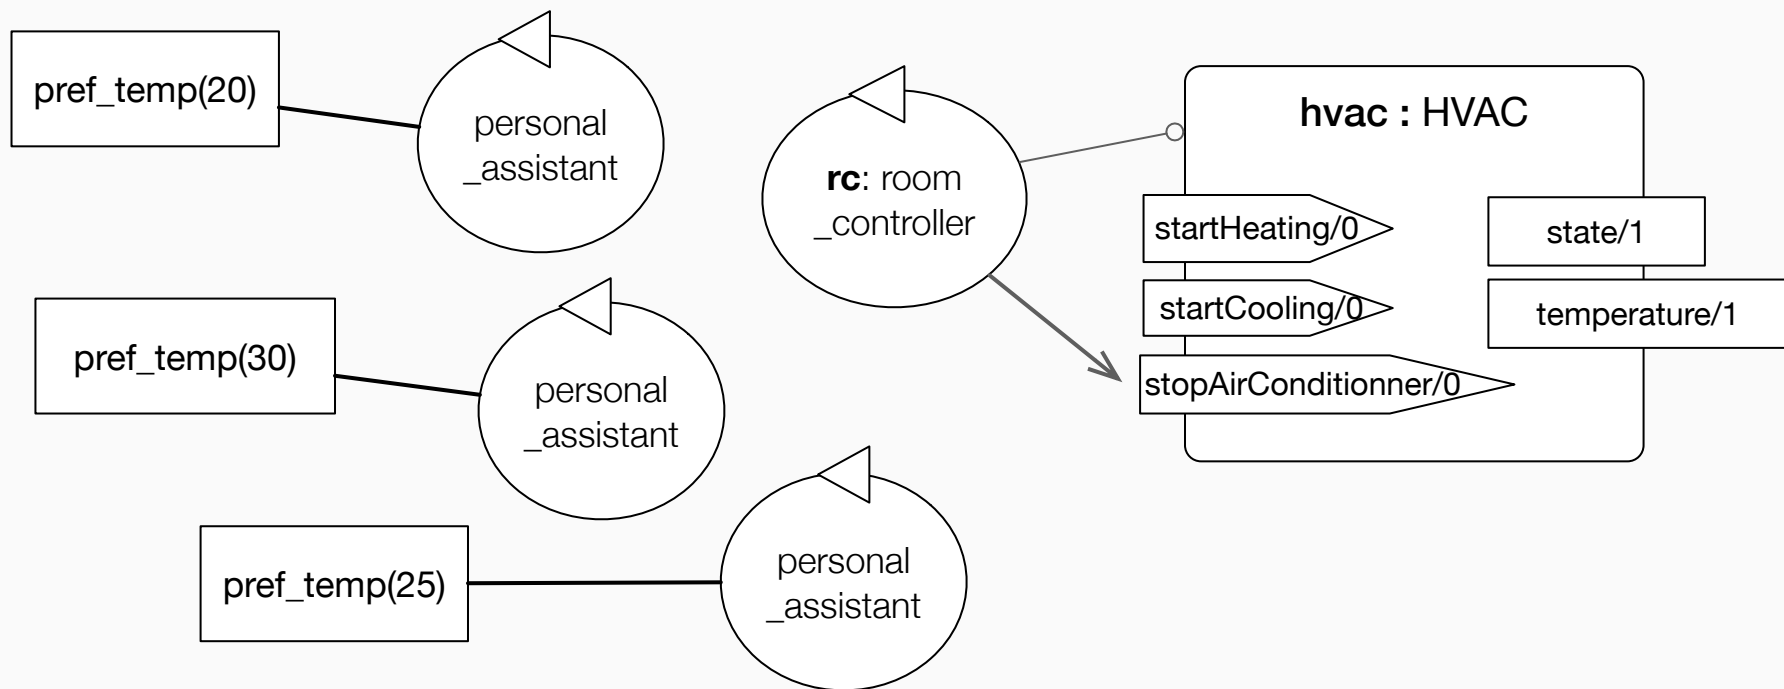 pref_temp(20)
personal
_assistant
rc: room
_controller
hvac : HVAC
startHeating/0
state/1
startCooling/0
temperature/1
stopAirConditionner/0
pref_temp(30)
personal
_assistant
pref_temp(25)
personal
_assistant